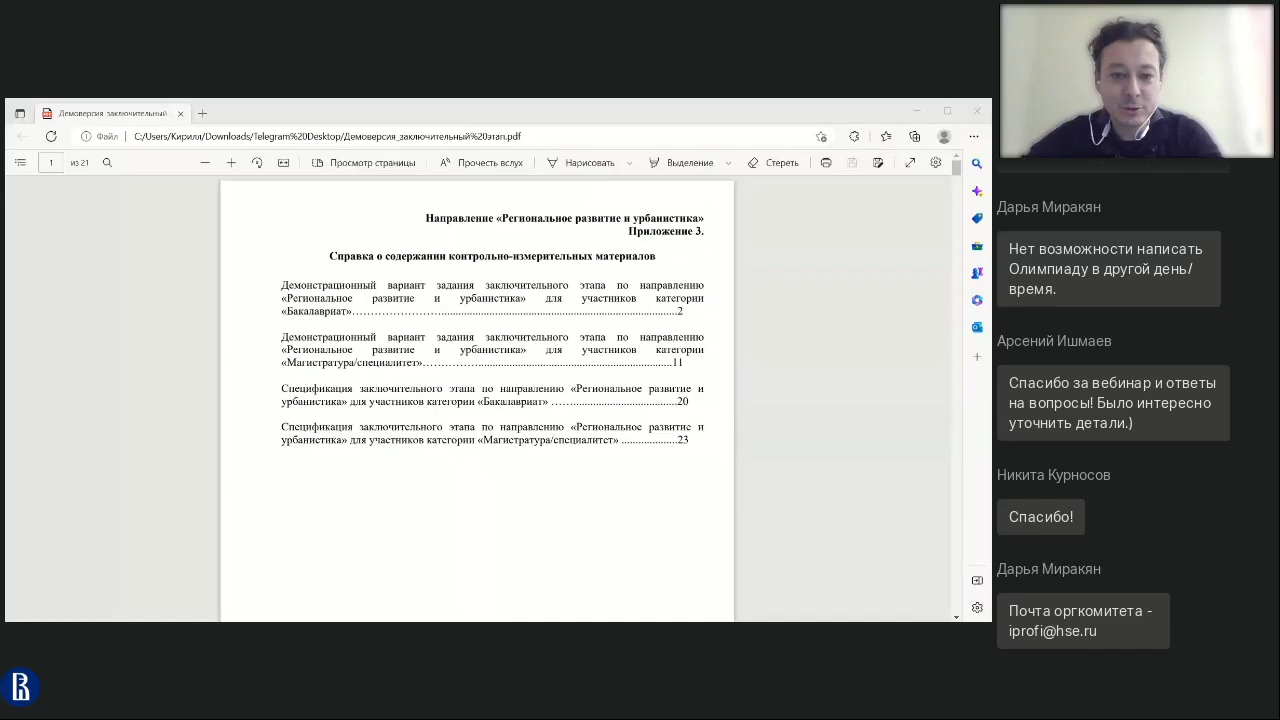 Демоверсия_заключительный
Файл
C:/Users/Кирилл/Downloads/Telegram%20Desktop/Демоверсия_заключительный%20этап.pdf
1
из 21
Просмотр страницы
Прочесть вслух
Нарисовать
Выделение
Стереть
Направление «Региональное развитие и урбанистика»
Приложение 3.
Справка о содержании контрольно-измерительных материалов
Демонстрационный вариант задания заключительного этапа по направлению
«Региональное развитие и урбанистика» для участников категории
«Бакалавриат»……………………...................................................................................2
Демонстрационный вариант задания заключительного этапа по направлению
«Региональное развитие и урбанистика» для участников категории
«Магистратура/специалитет»……………......................................................................11
Спецификация заключительного этапа по направлению «Региональное развитие и
урбанистика» для участников категории «Бакалавриат» ……......................................20
Спецификация заключительного этапа по направлению «Региональное развитие и
урбанистика» для участников категории «Магистратура/специалитет» ....................23
Дарья Миракян
Нет возможности написать
Олимпиаду в другой день/
время.
Арсений Ишмаев
Спасибо за вебинар и ответы
на вопросы! Было интересно
уточнить детали.)
Никита Курносов
Спасибо!
Дарья Миракян
Почта оргкомитета -
iprofi@hse.ru